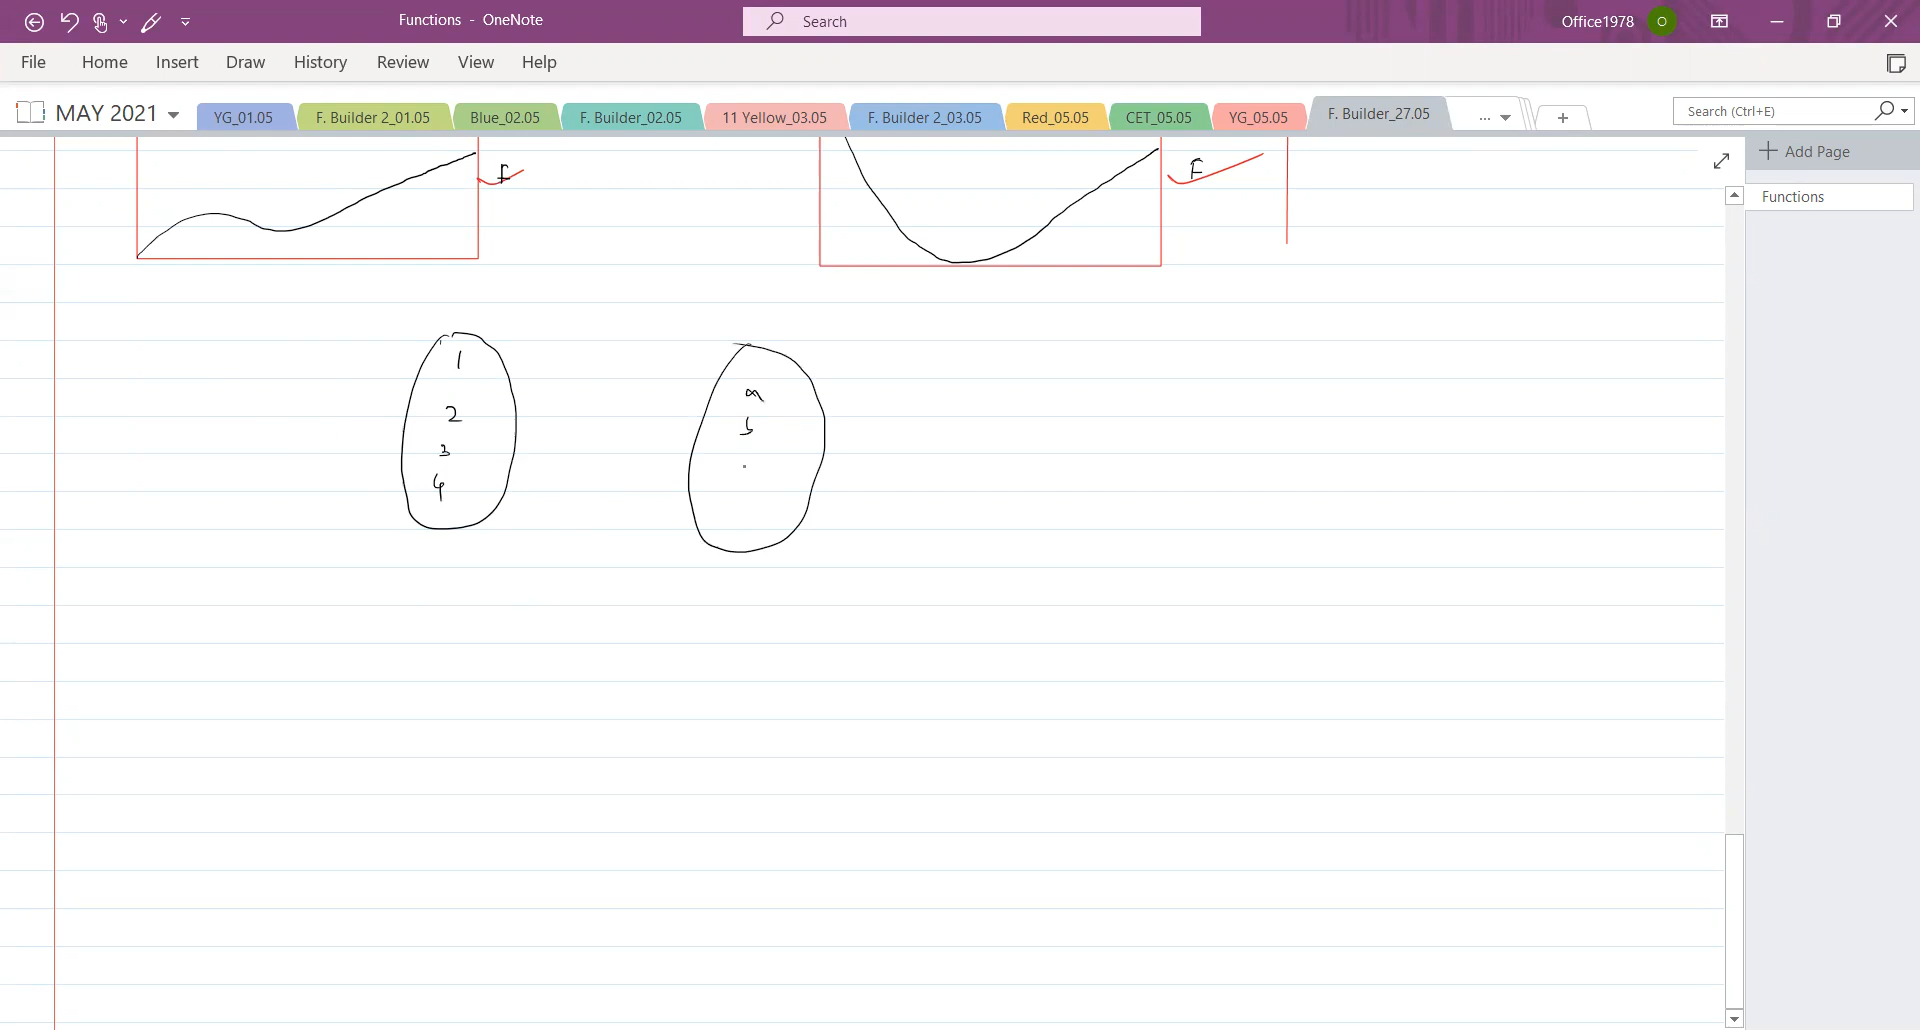 Functions - OneNote
Search
Office1978
O
File Home Insert Draw History Review View Help
MAY 2021
YG_01.05
F. Builder 2_01.05
Blue_02.05
F. Builder_02.05
11 Yellow_03.05
F. Builder 2_03.05
Red_05.05
CET_05.05
YG_05.05
F. Builder_27.05
...
+
Search (Ctrl+E)
Add Page
Functions
F
F
1
2
3
4
a
b